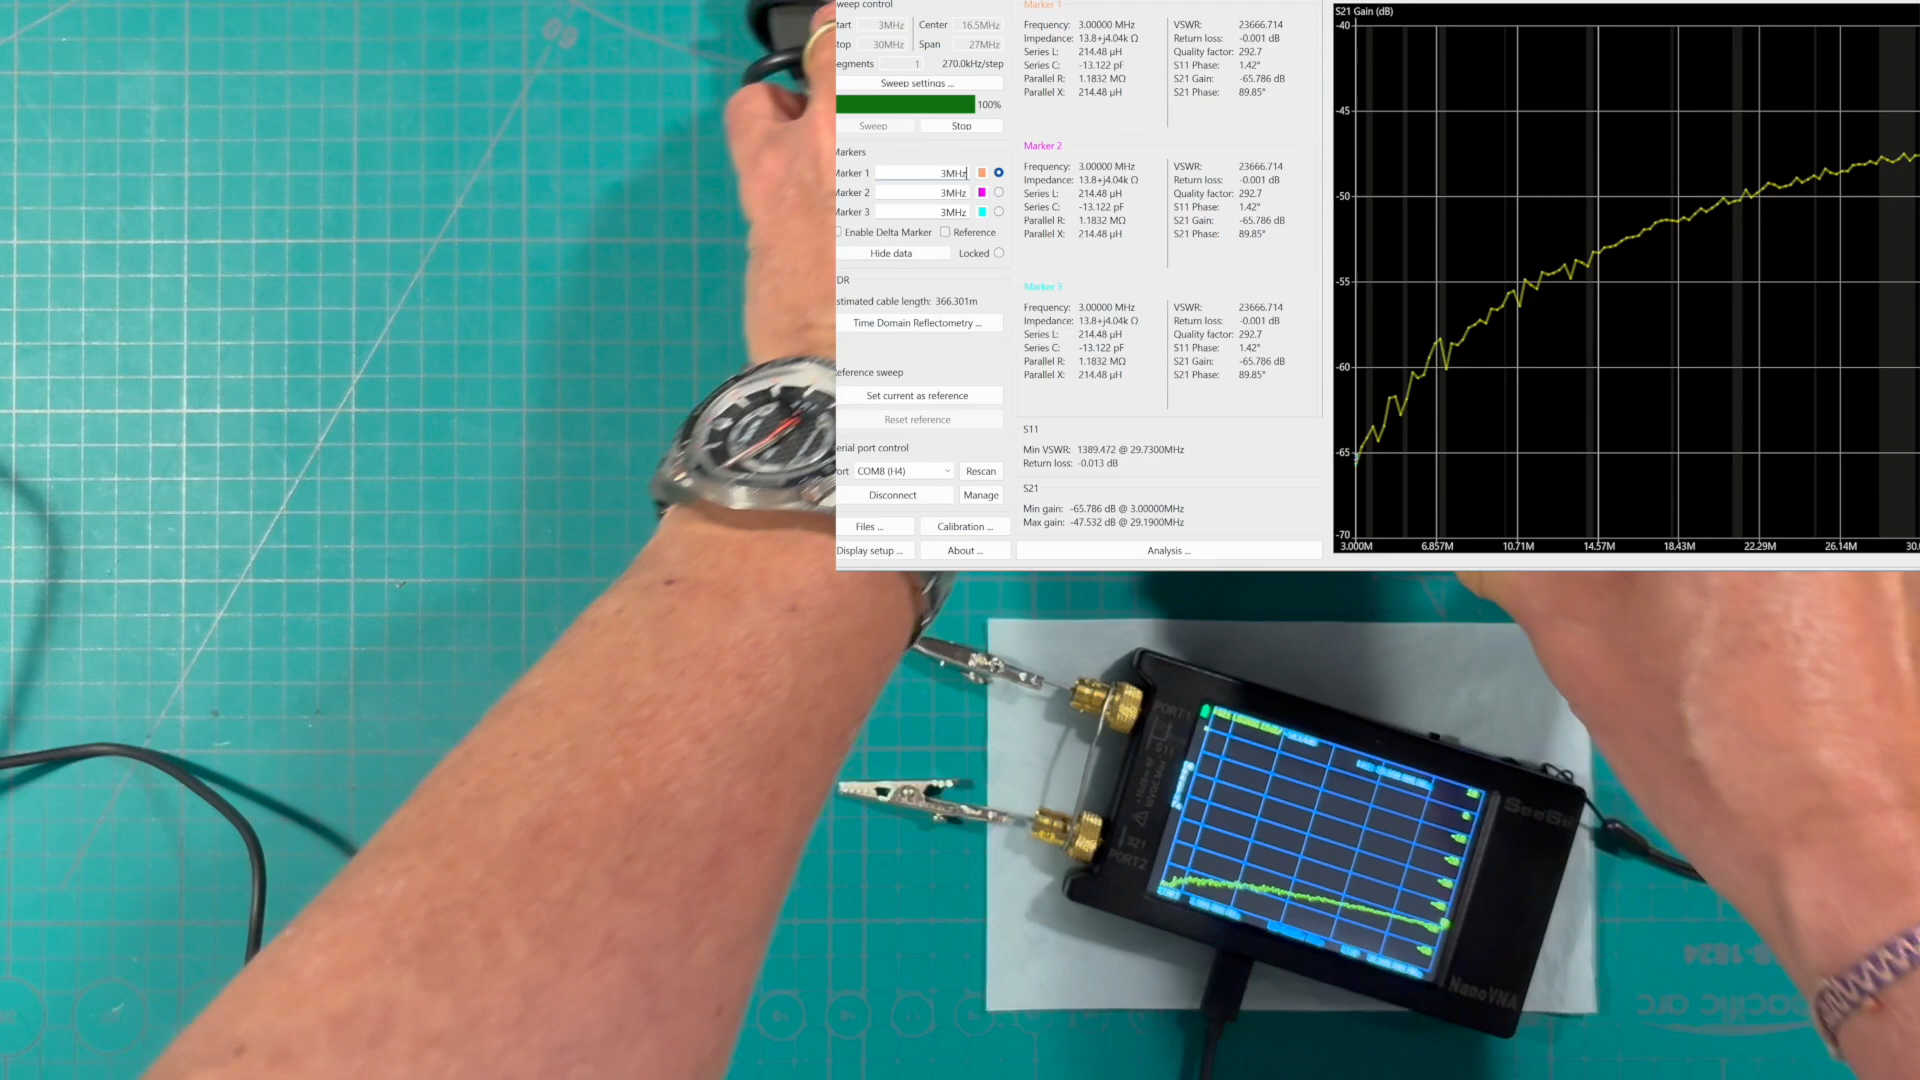 weep control
tart 3MHz Center 16.5MHz
top 30MHz Span 27MHz
egments 1 270.0kHz/step
Sweep settings ...
100%
Sweep Stop
Markers
Marker 1 3MHz
Marker 2 3MHz
Marker 3 3MHz
Enable Delta Marker Reference
Hide data Locked
DR
stimated cable length: 366.301m
Time Domain Reflectometry ...
eference sweep
Set current as reference
Reset reference
erial port control
ort COM8 (H4) Rescan
Disconnect Manage
Files ... Calibration ...
Display setup ... About ...
Marker 1
Frequency: 3.00000 MHz VSWR: 23666.714
Impedance: 13.8+j4.04k Ω Return loss: -0.001 dB
Series L: 214.48 µH Quality factor: 292.7
Series C: -13.122 pF S11 Phase: 1.42°
Parallel R: 1.1832 MΩ S21 Gain: -65.786 dB
Parallel X: 214.48 µH S21 Phase: 89.85°
Marker 2
Frequency: 3.00000 MHz VSWR: 23666.714
Impedance: 13.8+j4.04k Ω Return loss: -0.001 dB
Series L: 214.48 µH Quality factor: 292.7
Series C: -13.122 pF S11 Phase: 1.42°
Parallel R: 1.1832 MΩ S21 Gain: -65.786 dB
Parallel X: 214.48 µH S21 Phase: 89.85°
Marker 3
Frequency: 3.00000 MHz VSWR: 23666.714
Impedance: 13.8+j4.04k Ω Return loss: -0.001 dB
Series L: 214.48 µH Quality factor: 292.7
Series C: -13.122 pF S11 Phase: 1.42°
Parallel R: 1.1832 MΩ S21 Gain: -65.786 dB
Parallel X: 214.48 µH S21 Phase: 89.85°
S11
Min VSWR: 1389.472 @ 29.7300MHz
Return loss: -0.013 dB
S21
Min gain: -65.786 dB @ 3.00000MHz
Max gain: -47.532 dB @ 29.1900MHz
Analysis ...
S21 Gain (dB)
-40
-45
-50
-55
-60
-65
-70
3.000M 6.857M 10.71M 14.57M 18.43M 22.29M 26.14M 30.0
60
PORT1
S11
S21
PORT2
NanoVNA